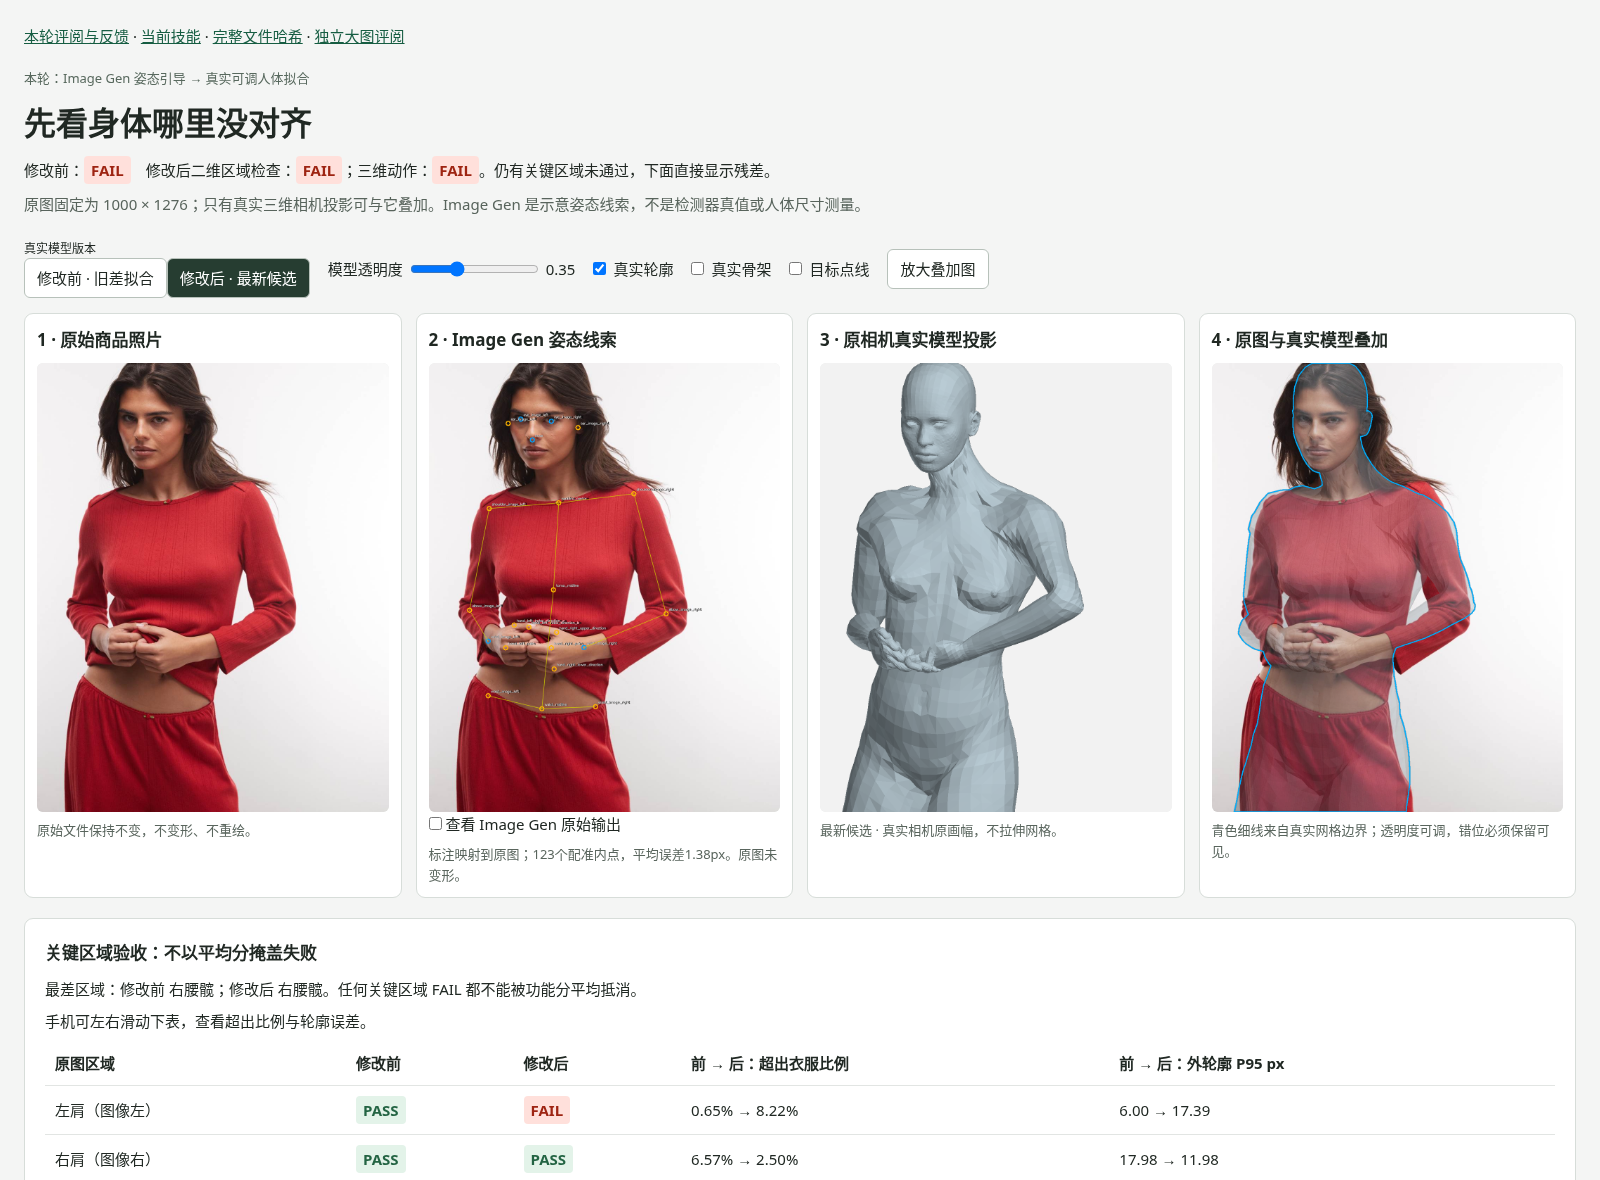 本轮评阅与反馈 · 当前技能 · 完整文件哈希 · 独立大图评阅
本轮：Image Gen 姿态引导 → 真实可调人体拟合
先看身体哪里没对齐
修改前：FAIL 修改后二维区域检查：FAIL；三维动作：FAIL。仍有关键区域未通过，下面直接显示残差。
原图固定为 1000 × 1276；只有真实三维相机投影可与它叠加。Image Gen 是示意姿态线索，不是检测器真值或人体尺寸测量。
真实模型版本
修改前 · 旧差拟合 修改后 · 最新候选 模型透明度 0.35 真实轮廓 真实骨架 目标点线 放大叠加图
1 · 原始商品照片
原始文件保持不变，不变形、不重绘。
2 · Image Gen 姿态线索
查看 Image Gen 原始输出
标注映射到原图；123个配准内点，平均误差1.38px。原图未
变形。
3 · 原相机真实模型投影
最新候选 · 真实相机原画幅，不拉伸网格。
4 · 原图与真实模型叠加
青色细线来自真实网格边界；透明度可调，错位必须保留可
见。
关键区域验收：不以平均分掩盖失败
最差区域：修改前 右腰髋；修改后 右腰髋。任何关键区域 FAIL 都不能被功能分平均抵消。
手机可左右滑动下表，查看超出比例与轮廓误差。
原图区域 修改前 修改后 前 → 后：超出衣服比例 前 → 后：外轮廓 P95 px
左肩（图像左） PASS FAIL 0.65% → 8.22% 6.00 → 17.39
右肩（图像右） PASS PASS 6.57% → 2.50% 17.98 → 11.98